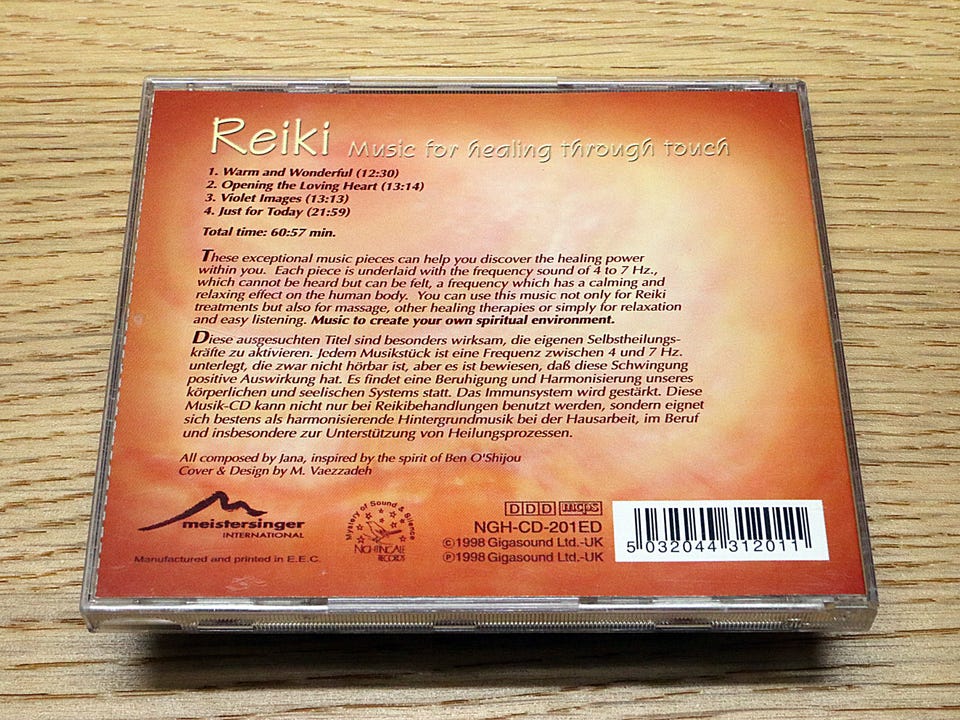 Reiki Music for healing through touch
1. Warm and Wonderful (12:30)
2. Opening the Loving Heart (13:14)
3. Violet Images (13:13)
4. Just for Today (21:59)
Total time: 60:57 min.
These exceptional music pieces can help you discover the healing power
within you. Each piece is underlaid with the frequency sound of 4 to 7 Hz.,
which cannot be heard but can be felt, a frequency which has a calming and
relaxing effect on the human body. You can use this music not only for Reiki
treatments but also for massage, other healing therapies or simply for relaxation
and easy listening. Music to create your own spiritual environment.
Diese ausgesuchten Titel sind besonders wirksam, die eigenen Selbstheilungs-
kräfte zu aktivieren. Jedem Musikstück ist eine Frequenz zwischen 4 und 7 Hz.
unterlegt, die zwar nicht hörbar ist, aber es ist bewiesen, daß diese Schwingung
positive Auswirkung hat. Es findet eine Beruhigung und Harmonisierung unseres
körperlichen und seelischen Systems statt. Das Immunsystem wird gestärkt. Diese
Musik-CD kann nicht nur bei Reikibehandlungen benutzt werden, sondern eignet
sich bestens als harmonisierende Hintergrundmusik bei der Hausarbeit, im Beruf
und insbesondere zur Unterstützung von Heilungsprozessen.
All composed by Jana, inspired by the spirit of Ben O'Shijou
Cover & Design by M. Vaezzadeh
meistersinger
INTERNATIONAL
Manufactured and printed in E.E.C.
Mystery of Sound & Silence
NIGHTINGALE
RECORDS
DDD mcps
NGH-CD-201ED
©1998 Gigasound Ltd.-UK
℗1998 Gigasound Ltd.-UK
5 032044 312011